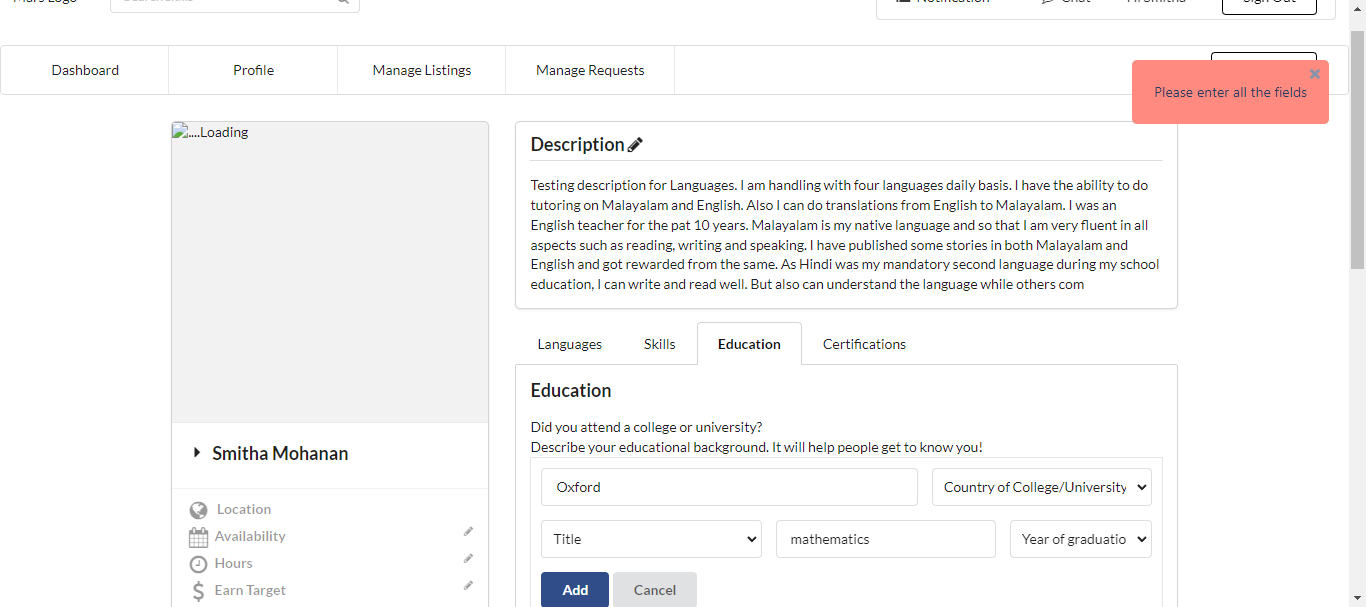 Mars Logo
Search skills
Notification
Chat
Hi Smitha
Sign Out
Dashboard
Profile
Manage Listings
Manage Requests
Please enter all the fields
....Loading
Smitha Mohanan
Location
Availability
Hours
Earn Target
Description
Testing description for Languages. I am handling with four languages daily basis. I have the ability to do
tutoring on Malayalam and English. Also I can do translations from English to Malayalam. I was an
English teacher for the pat 10 years. Malayalam is my native language and so that I am very fluent in all
aspects such as reading, writing and speaking. I have published some stories in both Malayalam and
English and got rewarded from the same. As Hindi was my mandatory second language during my school
education, I can write and read well. But also can understand the language while others com
Languages
Skills
Education
Certifications
Education
Did you attend a college or university?
Describe your educational background. It will help people get to know you!
Oxford
Country of College/University
Title
mathematics
Year of graduatio
Add
Cancel